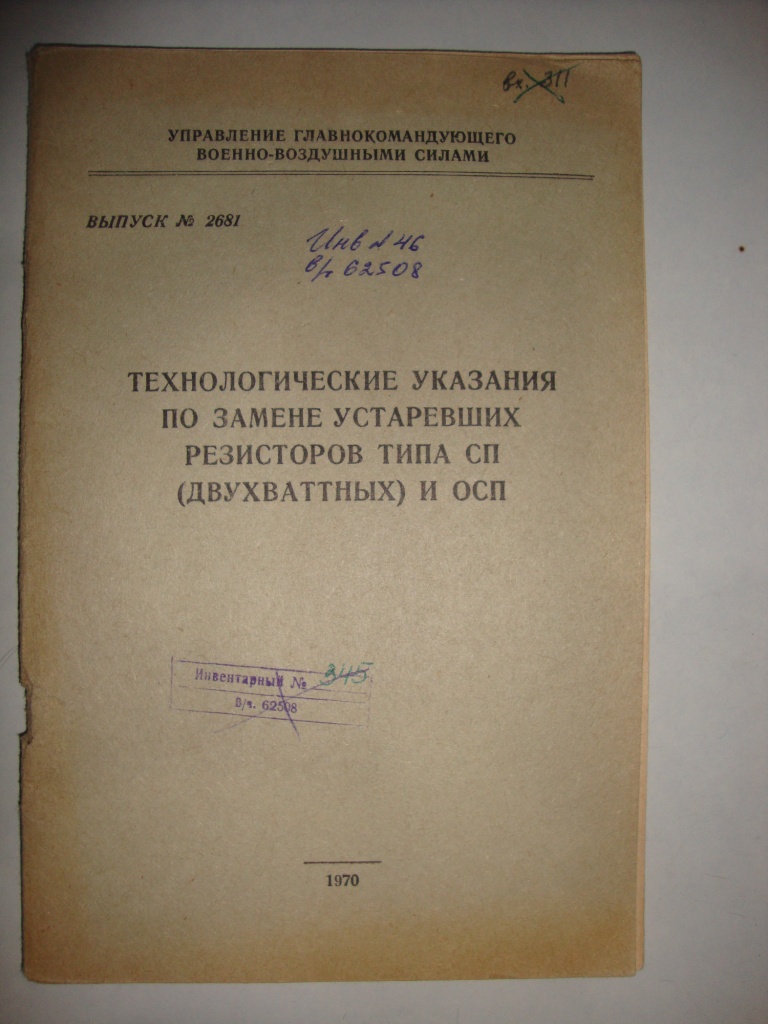 вх. 311
УПРАВЛЕНИЕ ГЛАВНОКОМАНДУЮЩЕГО
ВОЕННО-ВОЗДУШНЫМИ СИЛАМИ
ВЫПУСК № 2681
Инв № 46
в/ч 62508
ТЕХНОЛОГИЧЕСКИЕ УКАЗАНИЯ
ПО ЗАМЕНЕ УСТАРЕВШИХ
РЕЗИСТОРОВ ТИПА СП
(ДВУХВАТТНЫХ) И ОСП
Инвентарный № 345
В/ч. 62508
1970